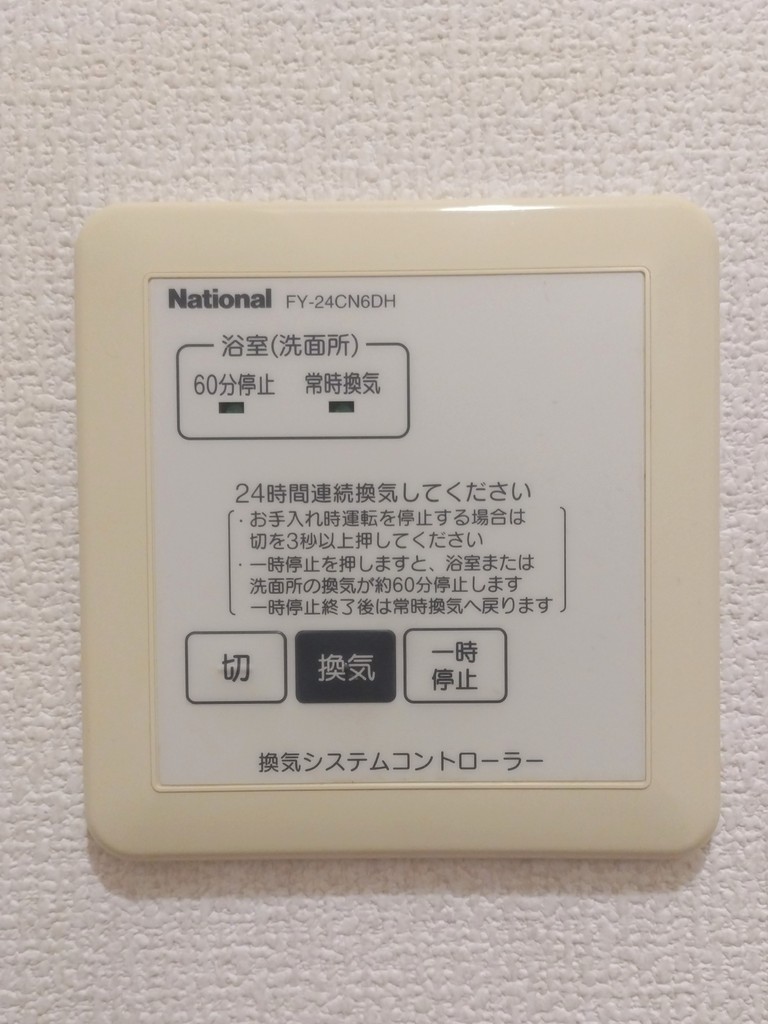 National FY-24CN6DH
浴室(洗面所)
60分停止 常時換気
24時間連続換気してください
・お手入れ時運転を停止する場合は
切を3秒以上押してください
・一時停止を押しますと、浴室または
洗面所の換気が約60分停止します
一時停止終了後は常時換気へ戻ります
切 換気 一時
停止
換気システムコントローラー